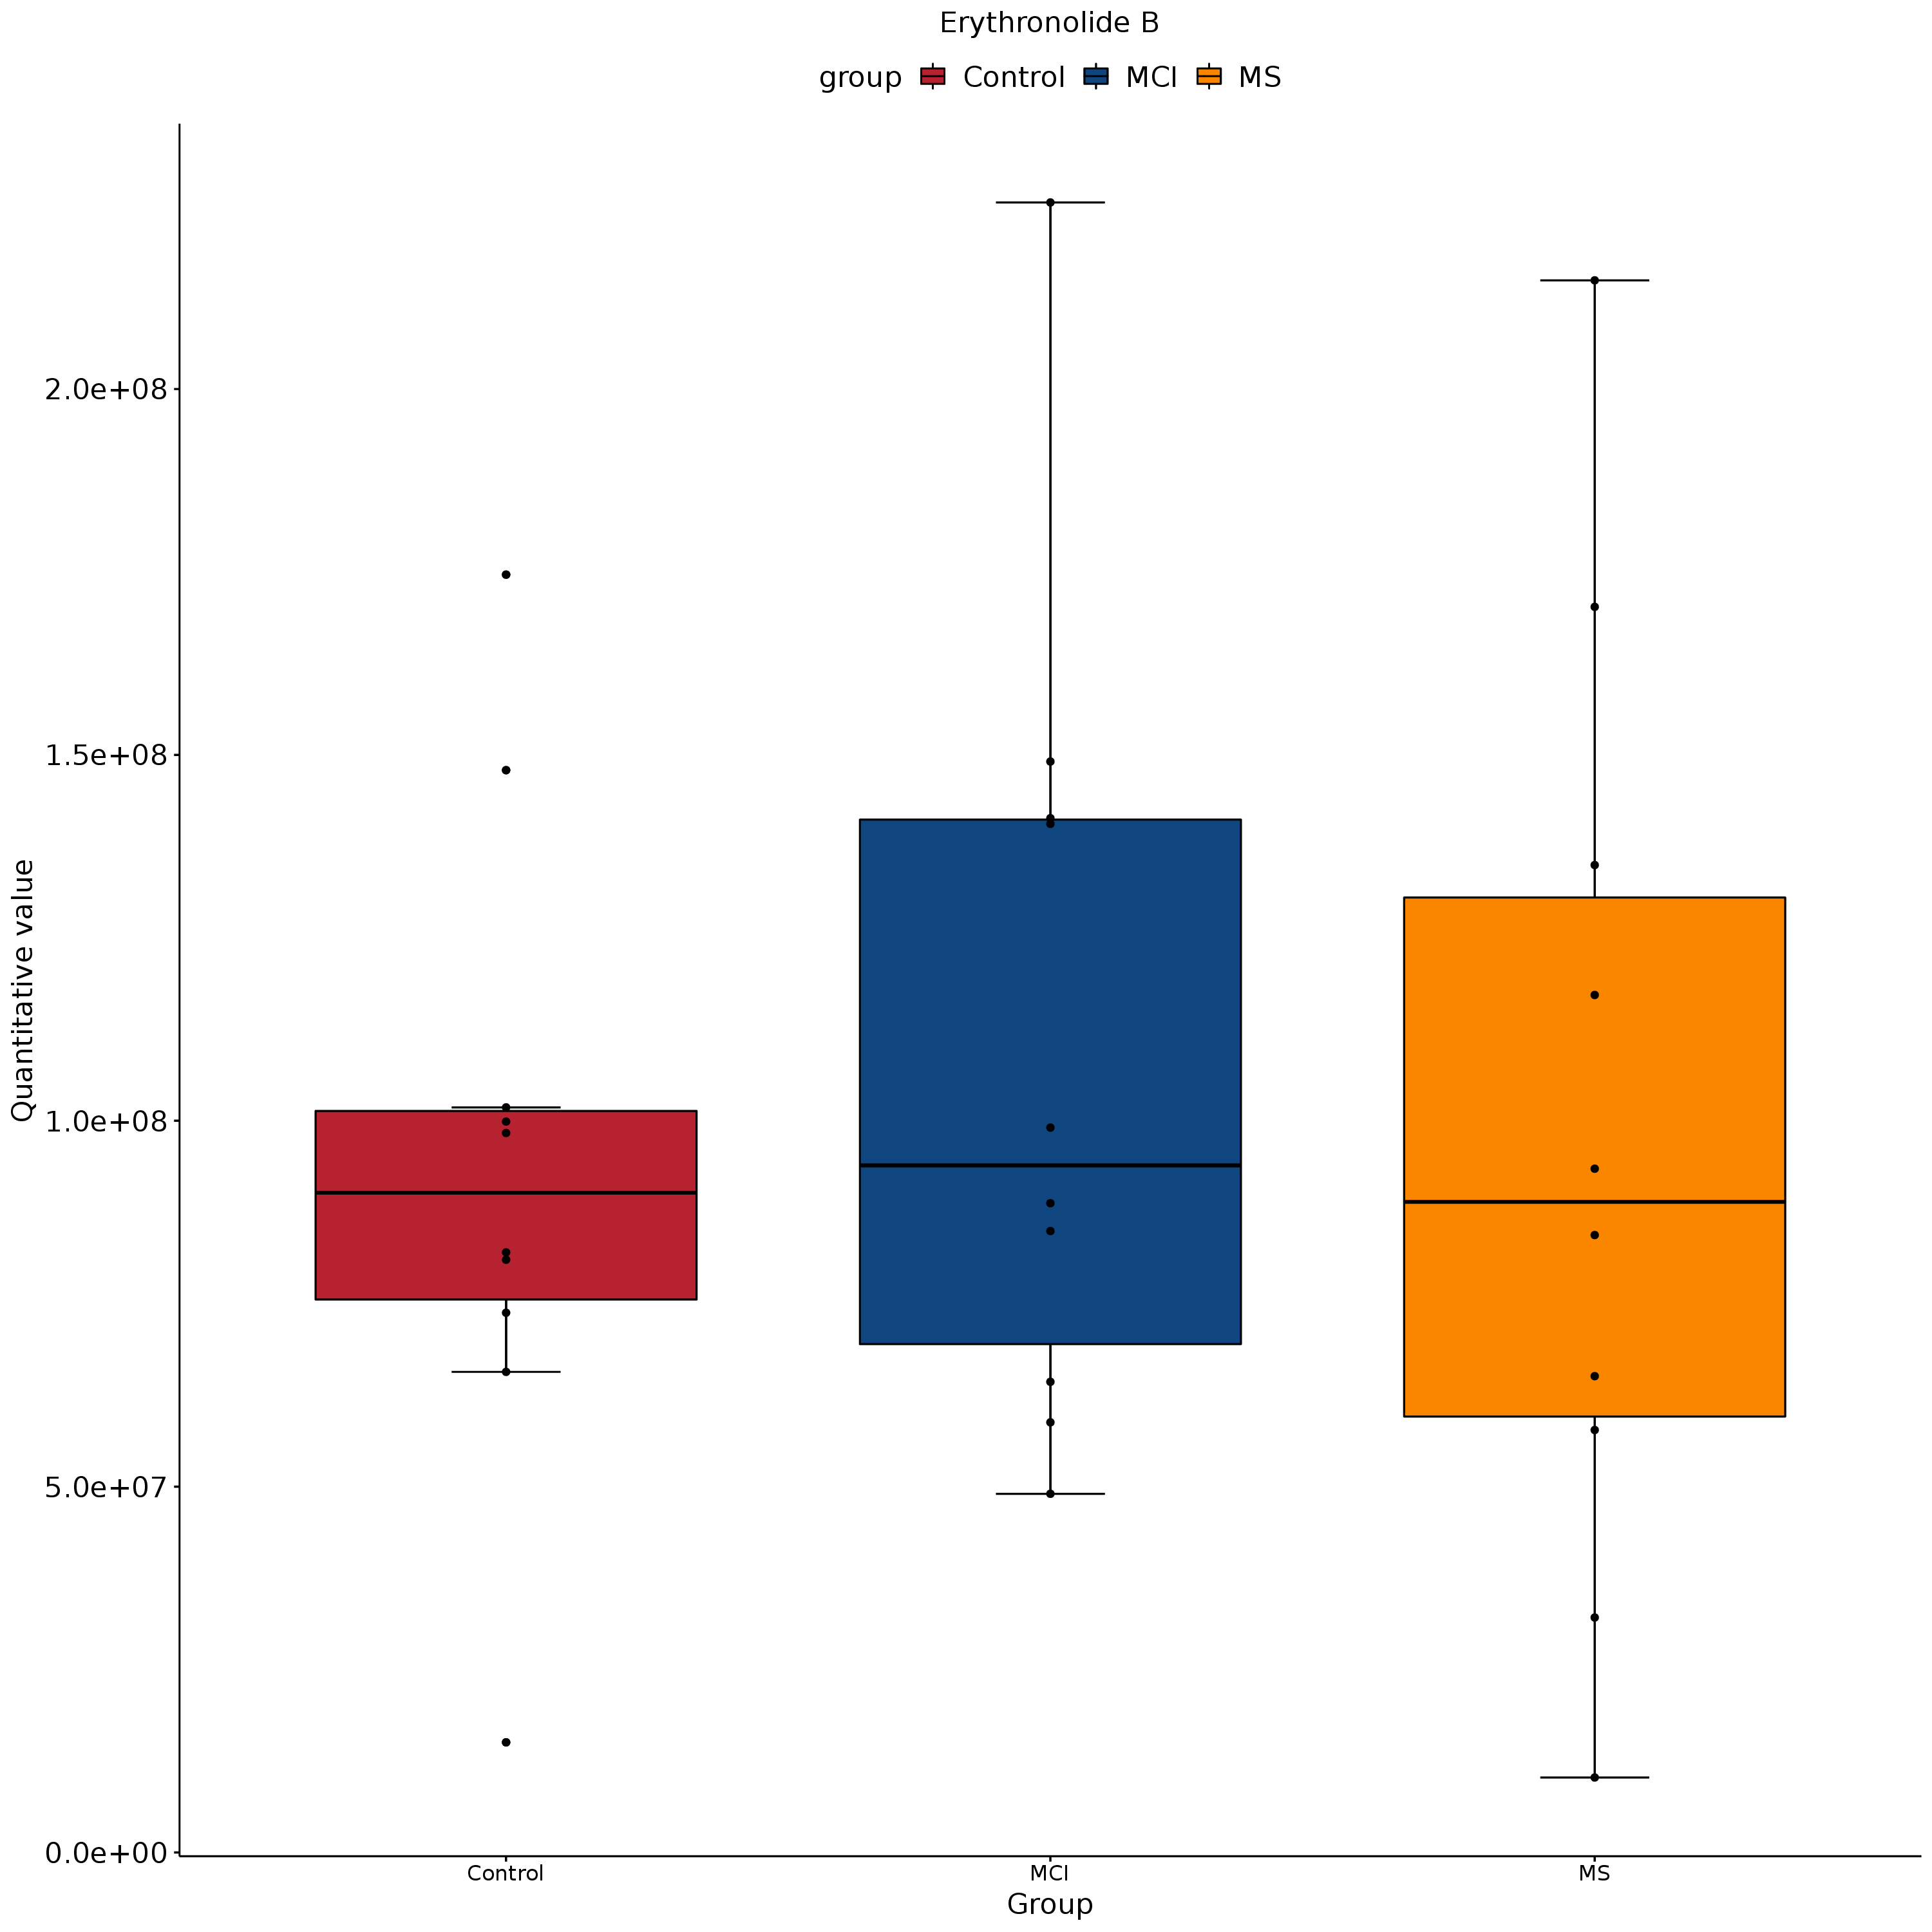 Erythronolide B
group Control MCI MS
Quantitative value
2.0e+08
1.5e+08
1.0e+08
5.0e+07
0.0e+00
Control MCI MS
Group